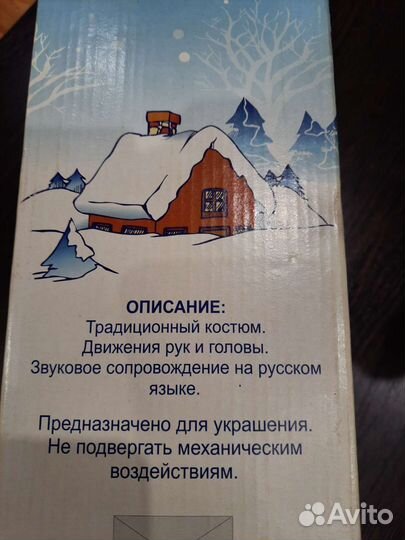 ОПИСАНИЕ:
Традиционный костюм.
Движения рук и головы.
Звуковое сопровождение на русском
языке.
Предназначено для украшения.
Не подвергать механическим
воздействиям.
Avito